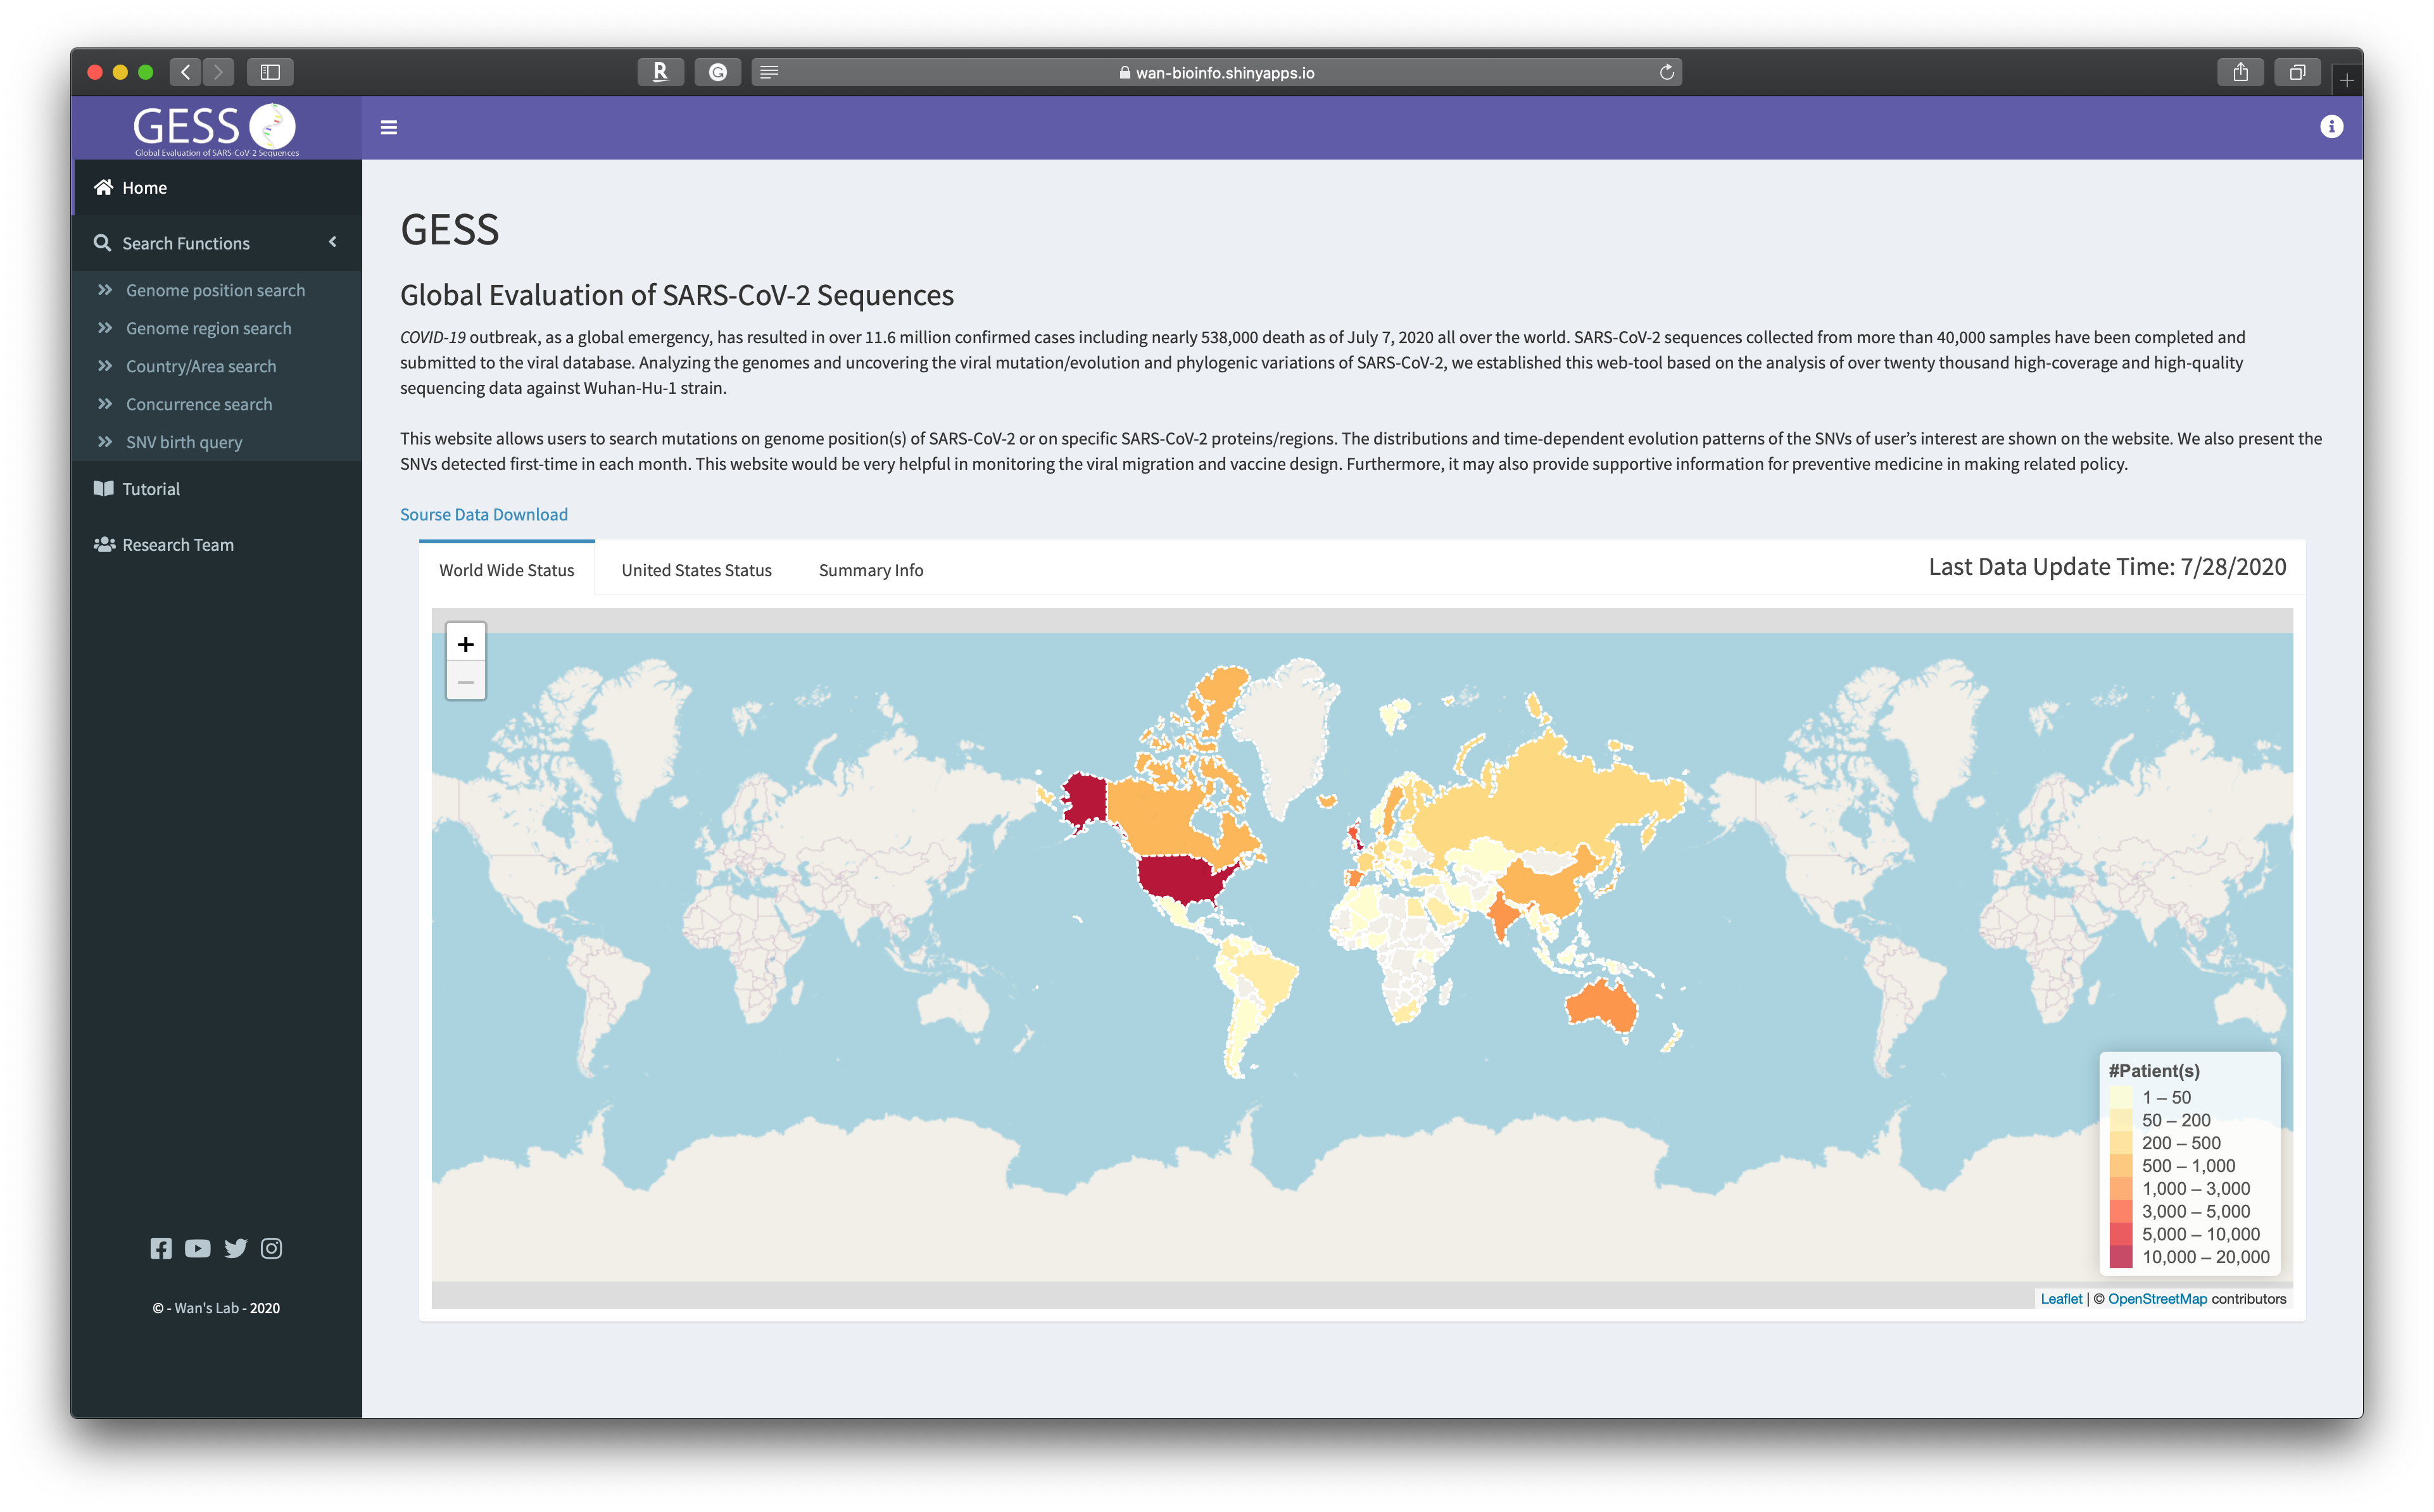 wan-bioinfo.shinyapps.io
GESS
Global Evaluation of SARS-CoV-2 Sequences
Home
Search Functions
Genome position search
Genome region search
Country/Area search
Concurrence search
SNV birth query
Tutorial
Research Team
© - Wan's Lab - 2020
GESS
Global Evaluation of SARS-CoV-2 Sequences
COVID-19 outbreak, as a global emergency, has resulted in over 11.6 million confirmed cases including nearly 538,000 death as of July 7, 2020 all over the world. SARS-CoV-2 sequences collected from more than 40,000 samples have been completed and
submitted to the viral database. Analyzing the genomes and uncovering the viral mutation/evolution and phylogenic variations of SARS-CoV-2, we established this web-tool based on the analysis of over twenty thousand high-coverage and high-quality
sequencing data against Wuhan-Hu-1 strain.
This website allows users to search mutations on genome position(s) of SARS-CoV-2 or on specific SARS-CoV-2 proteins/regions. The distributions and time-dependent evolution patterns of the SNVs of user’s interest are shown on the website. We also present the
SNVs detected first-time in each month. This website would be very helpful in monitoring the viral migration and vaccine design. Furthermore, it may also provide supportive information for preventive medicine in making related policy.
Sourse Data Download
World Wide Status
United States Status
Summary Info
Last Data Update Time: 7/28/2020
+
−
#Patient(s)
1 – 50
50 – 200
200 – 500
500 – 1,000
1,000 – 3,000
3,000 – 5,000
5,000 – 10,000
10,000 – 20,000
Leaflet | © OpenStreetMap contributors